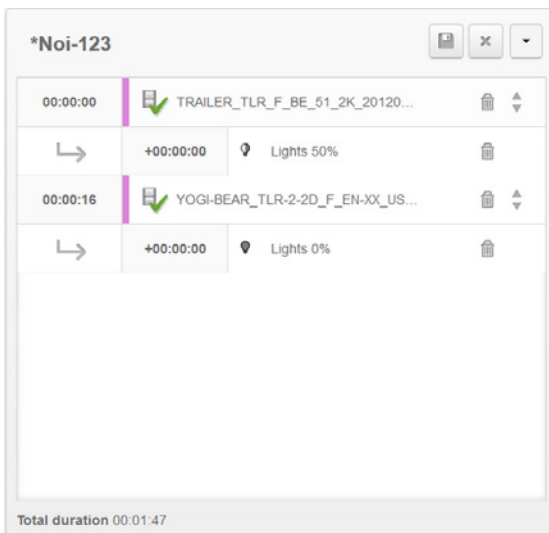 *Noi-123
00:00:00 TRAILER_TLR_F_BE_51_2K_20120...
+00:00:00 Lights 50%
00:00:16 YOGI-BEAR_TLR-2-2D_F_EN-XX_US...
+00:00:00 Lights 0%
Total duration 00:01:47